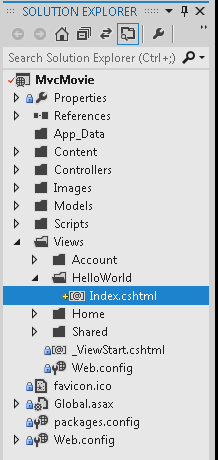 SOLUTION EXPLORER
Search Solution Explorer (Ctrl+;)
MvcMovie
Properties
References
App_Data
Content
Controllers
Images
Models
Scripts
Views
Account
HelloWorld
Index.cshtml
Home
Shared
_ViewStart.cshtml
Web.config
favicon.ico
Global.asax
packages.config
Web.config